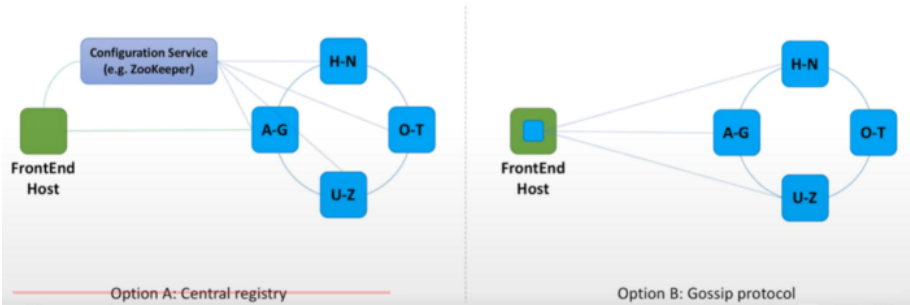 Configuration Service
(e.g. ZooKeeper)
H-N
A-G
O-T
U-Z
FrontEnd
Host
Option A: Central registry
H-N
A-G
O-T
U-Z
FrontEnd
Host
Option B: Gossip protocol